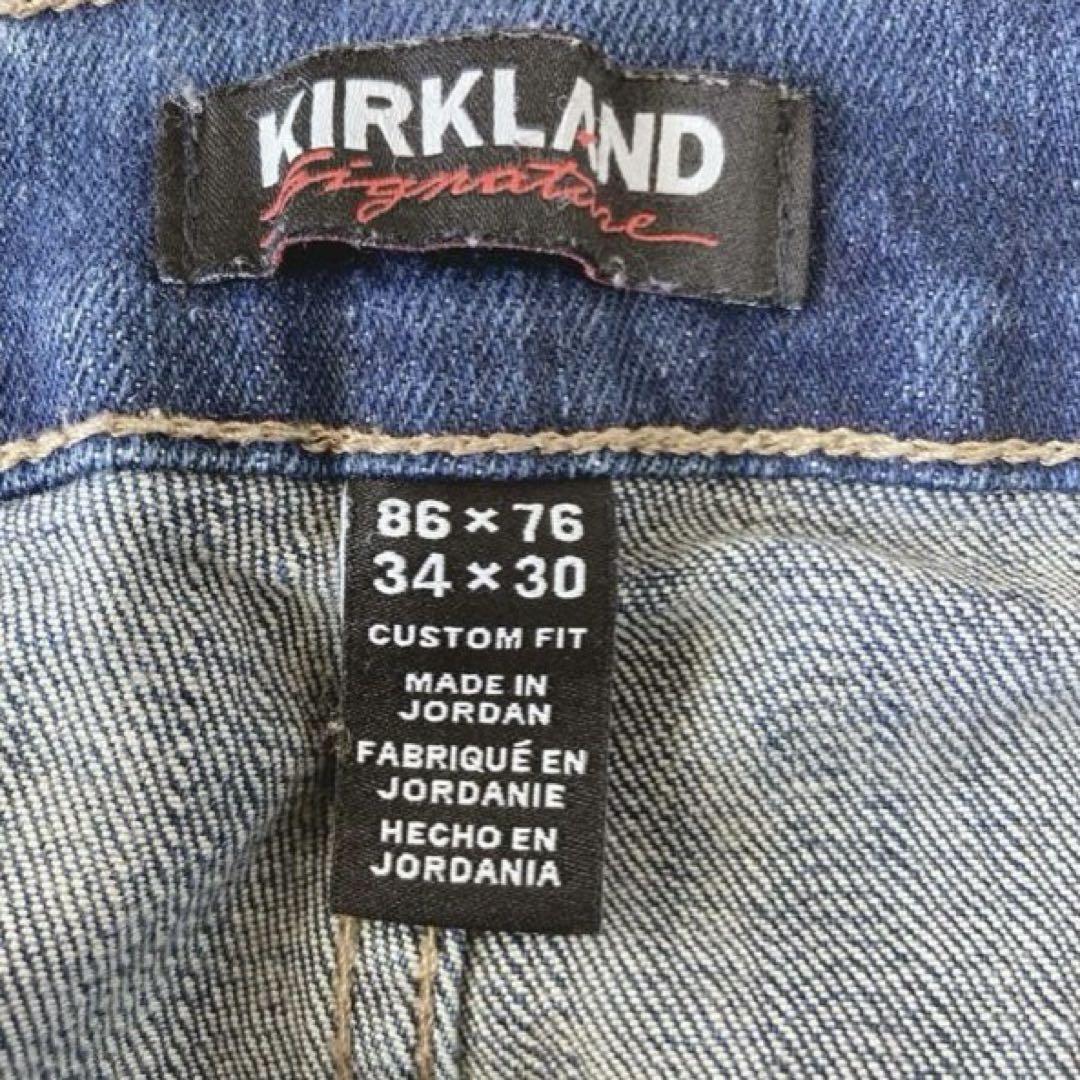 KIRKLAND
Signature
86 × 76
34 × 30
CUSTOM FIT
MADE IN
JORDAN
FABRIQUÉ EN
JORDANIE
HECHO EN
JORDANIA